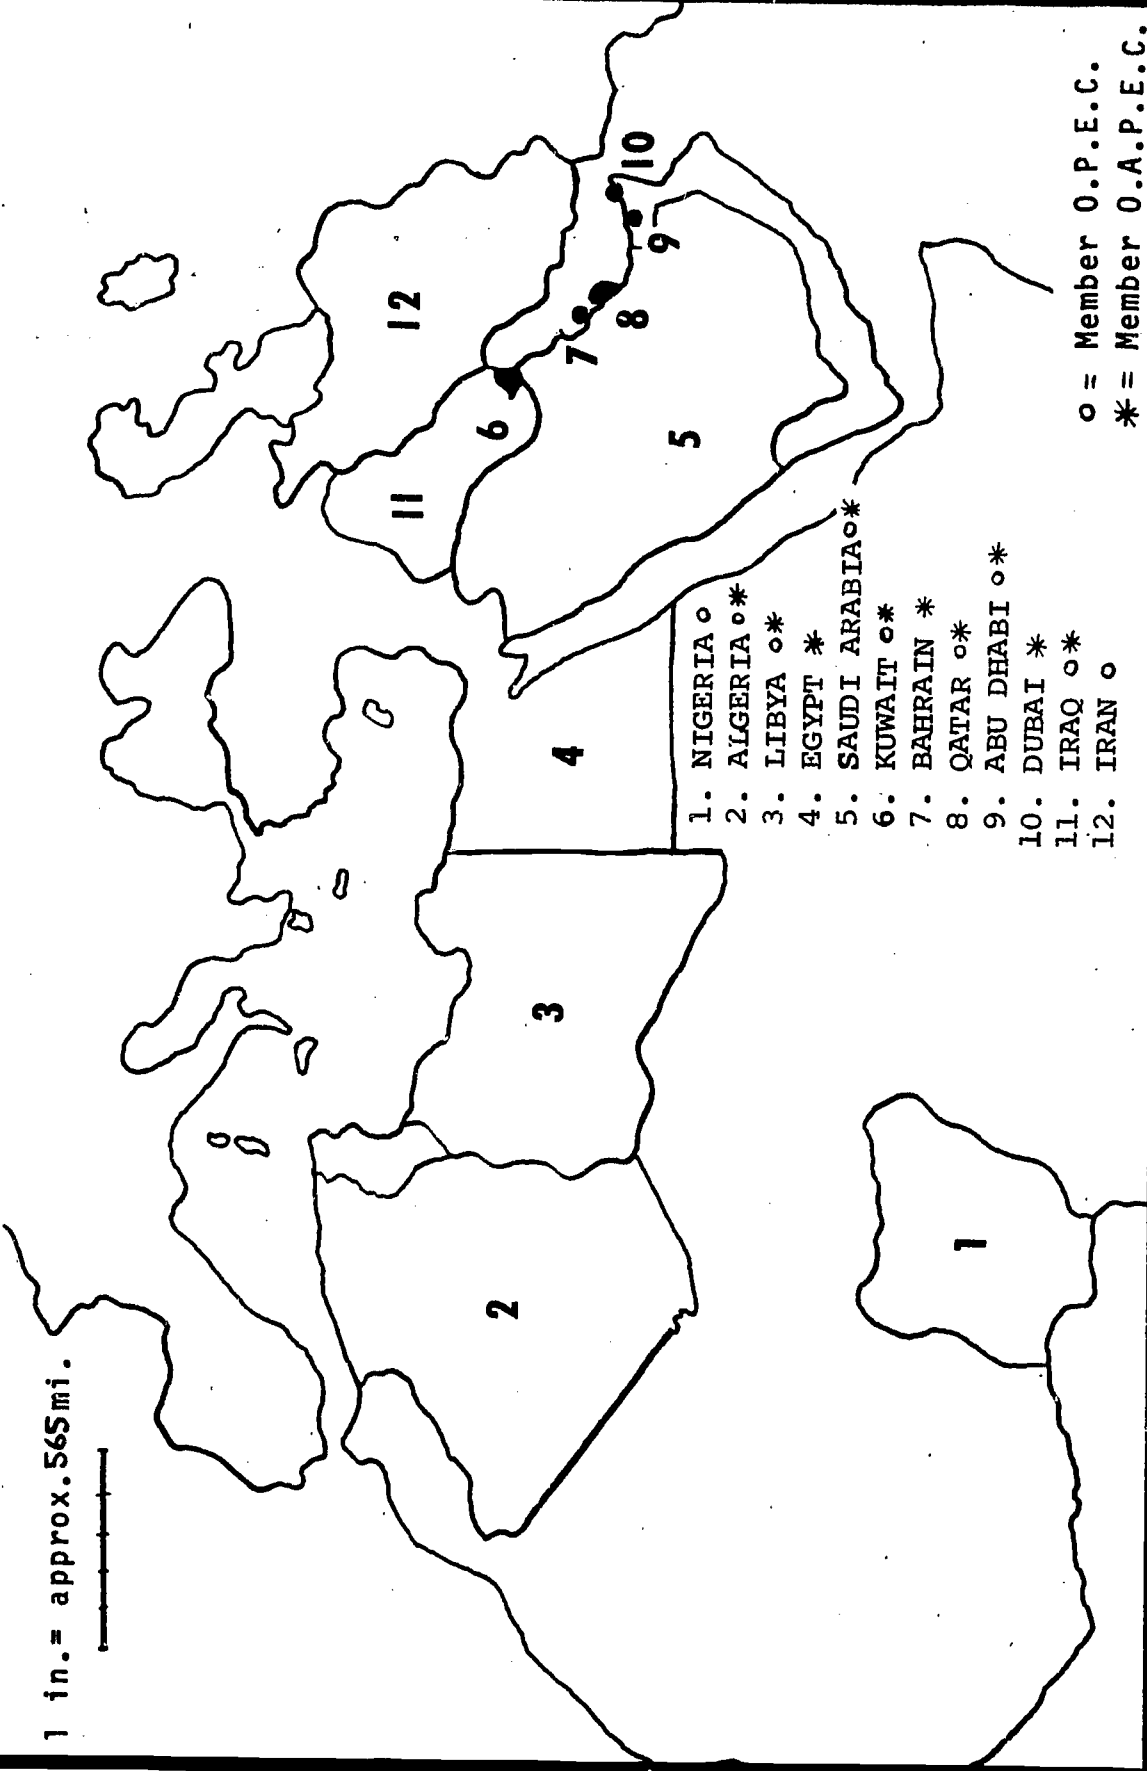 1 in.= approx.565mi.
12
11
10
9
8
7
6
5
4
3
2
1
1. NIGERIA o
2. ALGERIA o*
3. LIBYA o*
4. EGYPT *
5. SAUDI ARABIA o*
6. KUWAIT o*
7. BAHRAIN *
8. QATAR o*
9. ABU DHABI o*
10. DUBAI *
11. IRAQ o*
12. IRAN o
o = Member O.P.E.C.
* = Member O.A.P.E.C.